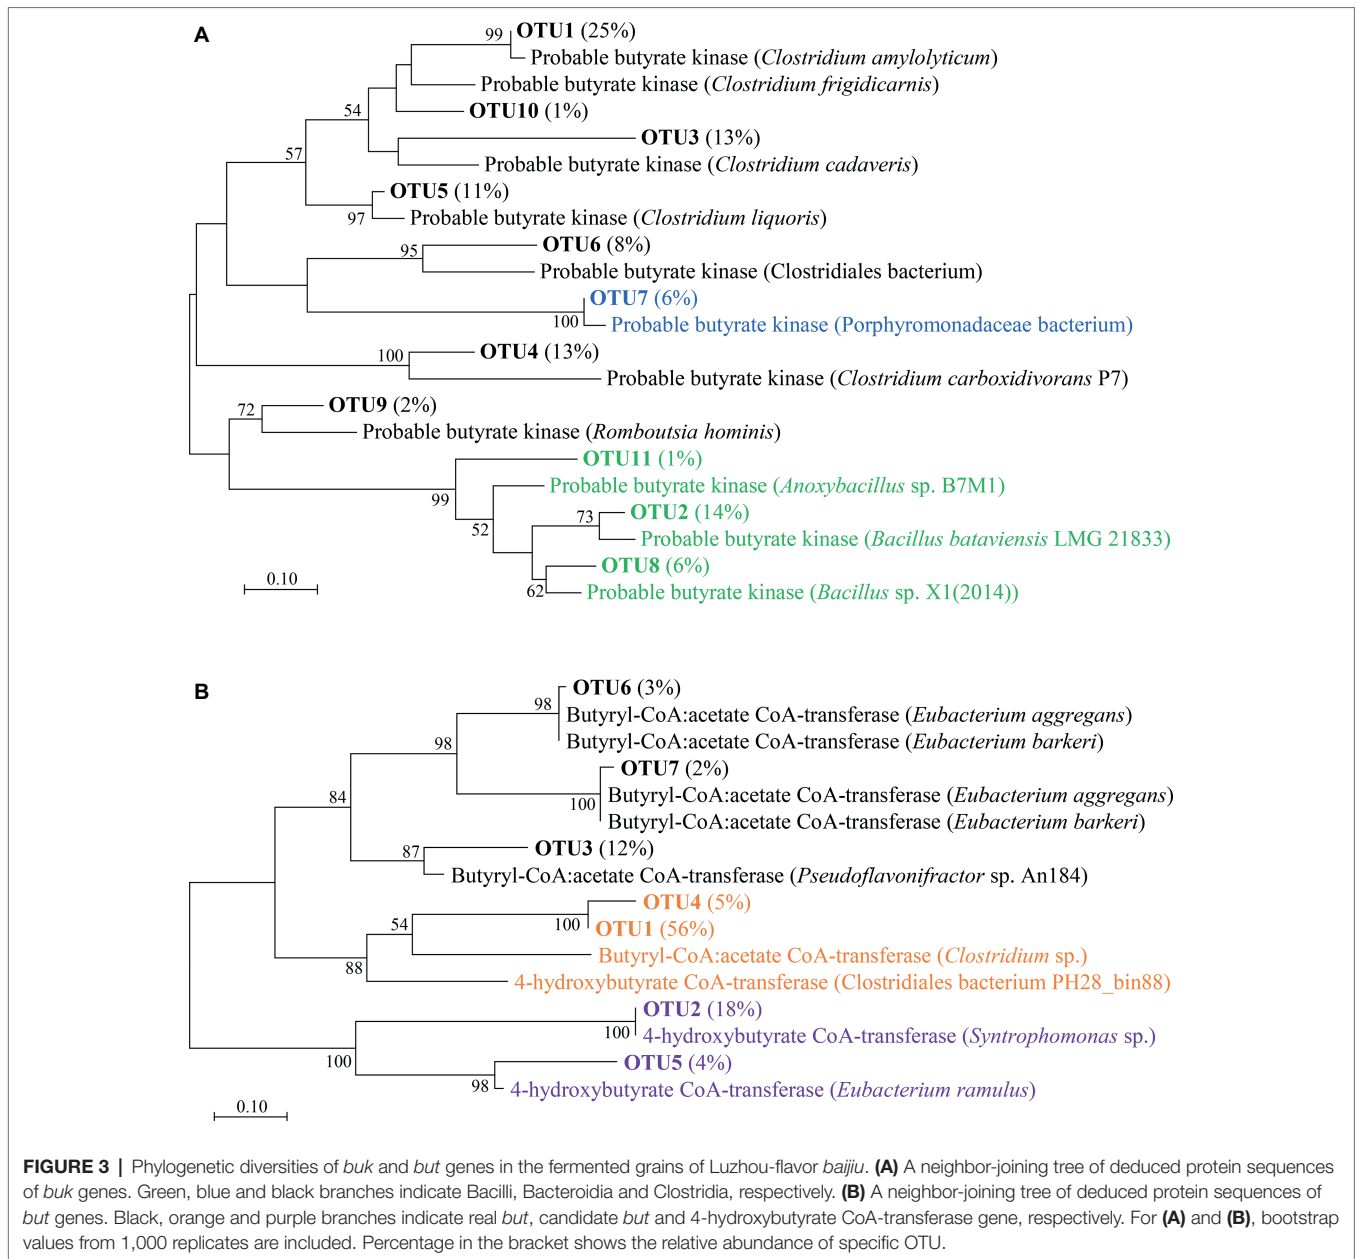 A
99 OTU1 (25%)
Probable butyrate kinase (Clostridium amylolyticum)
Probable butyrate kinase (Clostridium frigidicarnis)
54 OTU10 (1%)
OTU3 (13%)
57
Probable butyrate kinase (Clostridium cadaveris)
OTU5 (11%)
97 Probable butyrate kinase (Clostridium liquoris)
95 OTU6 (8%)
Probable butyrate kinase (Clostridiales bacterium)
OTU7 (6%)
100 Probable butyrate kinase (Porphyromonadaceae bacterium)
100 OTU4 (13%)
Probable butyrate kinase (Clostridium carboxidivorans P7)
72 OTU9 (2%)
Probable butyrate kinase (Romboutsia hominis)
OTU11 (1%)
99 Probable butyrate kinase (Anoxybacillus sp. B7M1)
52 73 OTU2 (14%)
Probable butyrate kinase (Bacillus bataviensis LMG 21833)
OTU8 (6%)
0.10
62 Probable butyrate kinase (Bacillus sp. X1(2014))
B
OTU6 (3%)
98 Butyryl-CoA:acetate CoA-transferase (Eubacterium aggregans)
98 Butyryl-CoA:acetate CoA-transferase (Eubacterium barkeri)
OTU7 (2%)
84 100 Butyryl-CoA:acetate CoA-transferase (Eubacterium aggregans)
Butyryl-CoA:acetate CoA-transferase (Eubacterium barkeri)
87 OTU3 (12%)
Butyryl-CoA:acetate CoA-transferase (Pseudoflavonifractor sp. An184)
OTU4 (5%)
54 100 OTU1 (56%)
Butyryl-CoA:acetate CoA-transferase (Clostridium sp.)
88 4-hydroxybutyrate CoA-transferase (Clostridiales bacterium PH28_bin88)
OTU2 (18%)
100 4-hydroxybutyrate CoA-transferase (Syntrophomonas sp.)
100 OTU5 (4%)
98 4-hydroxybutyrate CoA-transferase (Eubacterium ramulus)
0.10
FIGURE 3 | Phylogenetic diversities of buk and but genes in the fermented grains of Luzhou-flavor baijiu. (A) A neighbor-joining tree of deduced protein sequences
of buk genes. Green, blue and black branches indicate Bacilli, Bacteroidia and Clostridia, respectively. (B) A neighbor-joining tree of deduced protein sequences of
but genes. Black, orange and purple branches indicate real but, candidate but and 4-hydroxybutyrate CoA-transferase gene, respectively. For (A) and (B), bootstrap
values from 1,000 replicates are included. Percentage in the bracket shows the relative abundance of specific OTU.